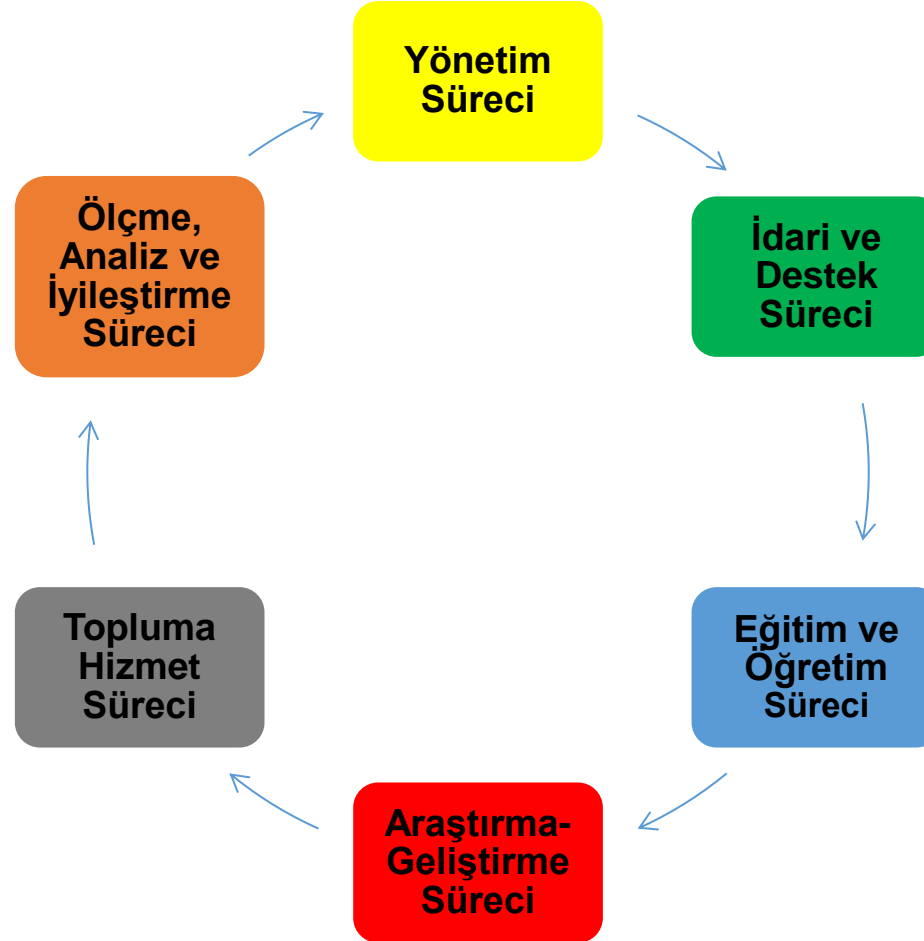 Yönetim
Süreci
İdari ve
Destek
Süreci
Eğitim ve
Öğretim
Süreci
Araştırma-
Geliştirme
Süreci
Topluma
Hizmet
Süreci
Ölçme,
Analiz ve
İyileştirme
Süreci